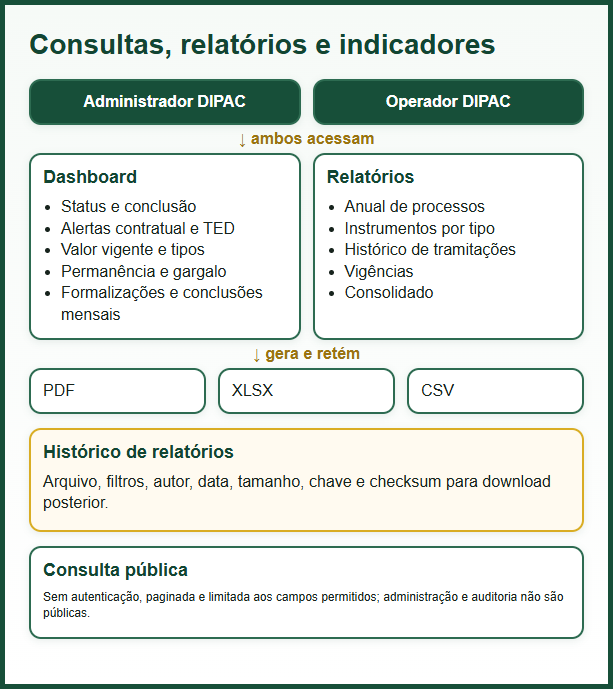 Consultas, relatórios e indicadores
Administrador DIPAC
Operador DIPAC
↓ ambos acessam
Dashboard
• Status e conclusão
• Alertas contratual e TED
• Valor vigente e tipos
• Permanência e gargalo
• Formalizações e conclusões
mensais
Relatórios
• Anual de processos
• Instrumentos por tipo
• Histórico de tramitações
• Vigências
• Consolidado
↓ gera e retém
PDF
XLSX
CSV
Histórico de relatórios
Arquivo, filtros, autor, data, tamanho, chave e checksum para download
posterior.
Consulta pública
Sem autenticação, paginada e limitada aos campos permitidos; administração e auditoria não são
públicas.